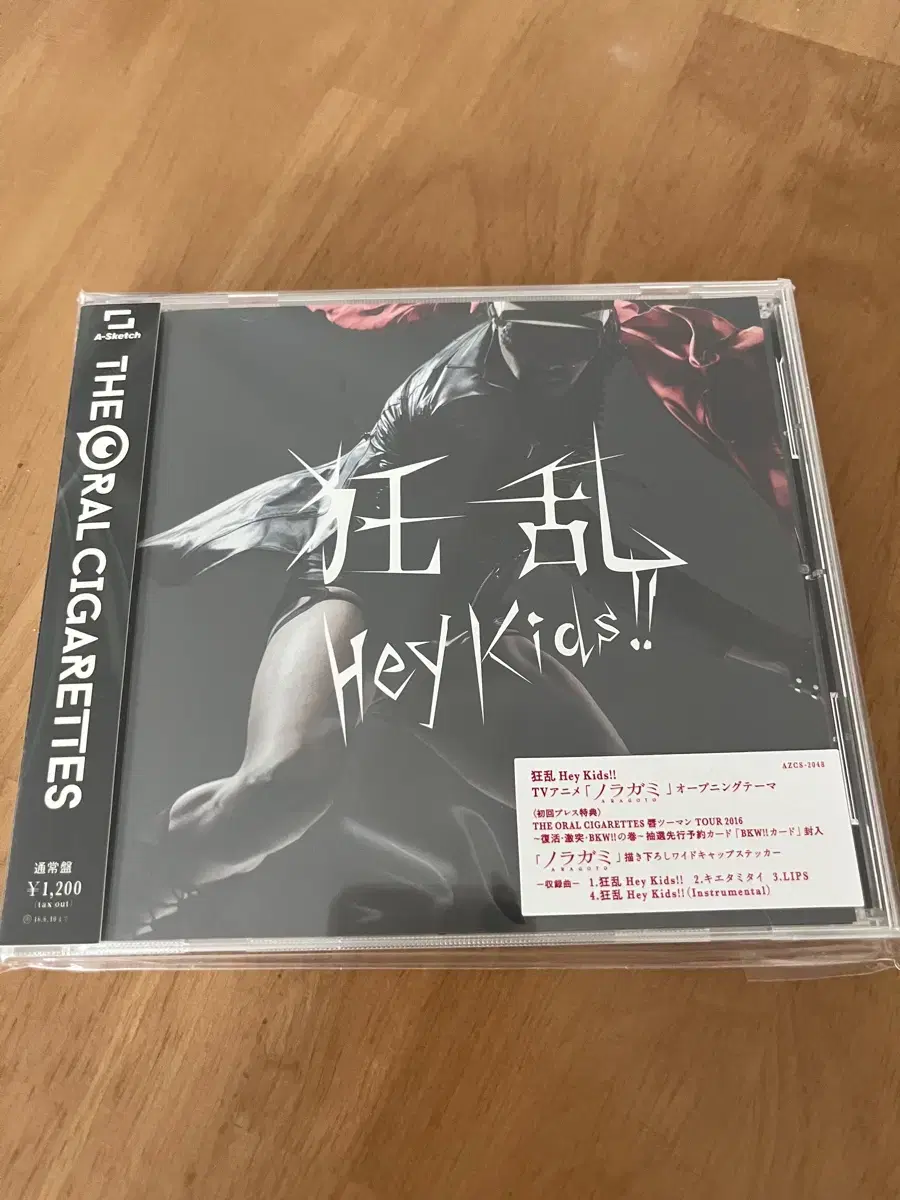 A-Sketch
THE ORAL CIGARETTES
通常盤
¥1,200
(tax out)
狂乱
Hey Kids!!
AZCS-2048
狂乱 Hey Kids!!
TVアニメ「ノラガミ」オープニングテーマ
ARAGOTO
(初回プレス特典)
THE ORAL CIGARETTES 唇ツーマン TOUR 2016
~復活・激突・BKW!!の巻~ 抽選先行予約カード「BKW!!カード」封入
「ノラガミ」描き下ろしワイドキャップステッカー
ARAGOTO
ー収録曲ー 1.狂乱 Hey Kids!! 2.キエタミタイ 3.LIPS
4.狂乱 Hey Kids!!(Instrumental)